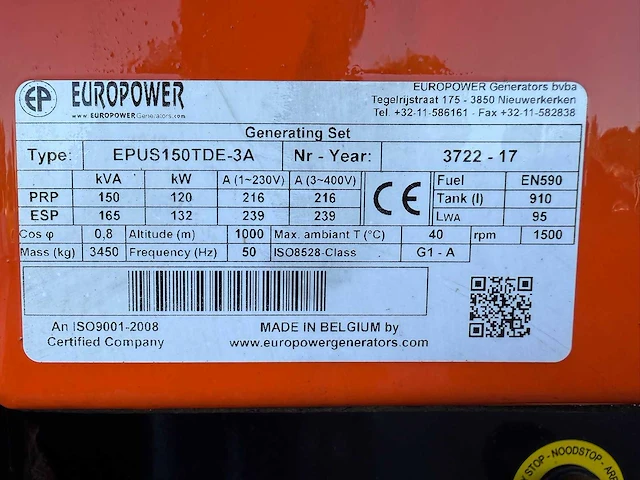 EP EUROPOWER
www.EUROPOWERGenerators.com
EUROPOWER Generators bvba
Tegelrijstraat 175 - 3850 Nieuwerkerken
Tel. +32-11-586161 - Fax +32-11-582838
Generating Set
Type: EPUS150TDE-3A Nr - Year: 3722 - 17
kVA kW A (1~230V) A (3~400V) CE Fuel EN590
PRP 150 120 216 216 Tank (l) 910
ESP 165 132 239 239 LWA 95
Cos φ 0,8 Altitude (m) 1000 Max. ambiant T (°C) 40 rpm 1500
Mass (kg) 3450 Frequency (Hz) 50 ISO8528-Class G1 - A
An ISO9001-2008
Certified Company
MADE IN BELGIUM by
www.europowergenerators.com
STOP - NOODSTOP - AR